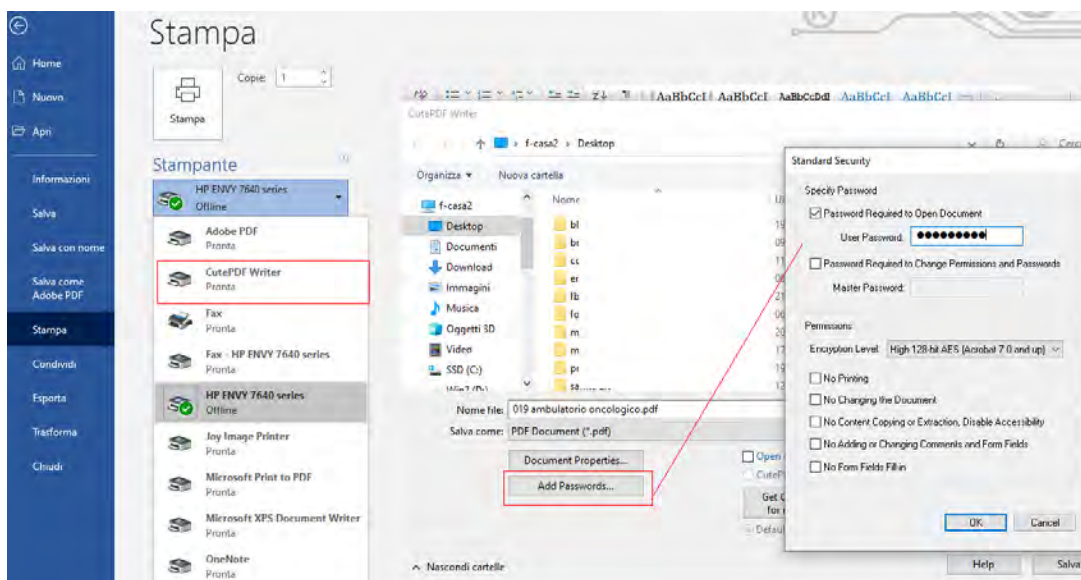 Stampa
Home
Nuovo
Apri
Informazioni
Salva
Salva con nome
Salva come
Adobe PDF
Stampa
Condividi
Esporta
Trasforma
Chiudi
Copie: 1
Stampa
Stampante
HP ENVY 7640 series
Offline
Adobe PDF
Pronta
CutePDF Writer
Pronta
Fax
Pronta
Fax - HP ENVY 7640 series
Pronta
HP ENVY 7640 series
Offline
Joy Image Printer
Pronta
Microsoft Print to PDF
Pronta
Microsoft XPS Document Writer
Pronta
OneNote
Pronta
AaBbCcI AaBbCcI AaBbCcDdI AaBbCcI AaBbCcI
CutePDF Writer
f-casa2 › Desktop
Organizza Nuova cartella
Nome
f-casa2
Desktop
Documenti
Download
Immagini
Musica
Oggetti 3D
Video
SSD (C:)
Nome file: 019 ambulatorio oncologico.pdf
Salva come: PDF Document (*.pdf)
Document Properties...
Add Passwords...
Open
Nascondi cartelle
Help
Salva
Standard Security
Specify Password
Password Required to Open Document
User Password:
Password Required to Change Permissions and Passwords
Master Password:
Permissions
Encryption Level: High 128-bit AES (Acrobat 7.0 and up)
No Printing
No Changing the Document
No Content Copying or Extraction, Disable Accessibility
No Adding or Changing Comments and Form Fields
No Form Fields Fill-in
OK Cancel